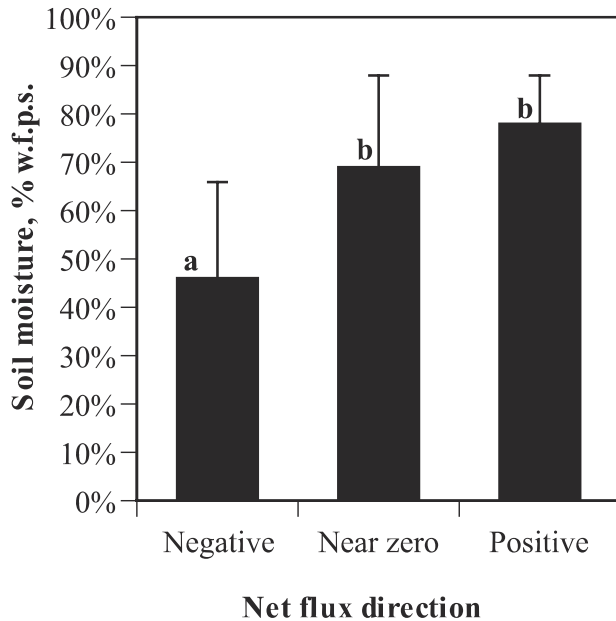 100%
90%
80%
70%
60%
50%
40%
30%
20%
10%
0%
Soil moisture, % w.f.p.s.
a
b
b
Negative
Near zero
Positive
Net flux direction